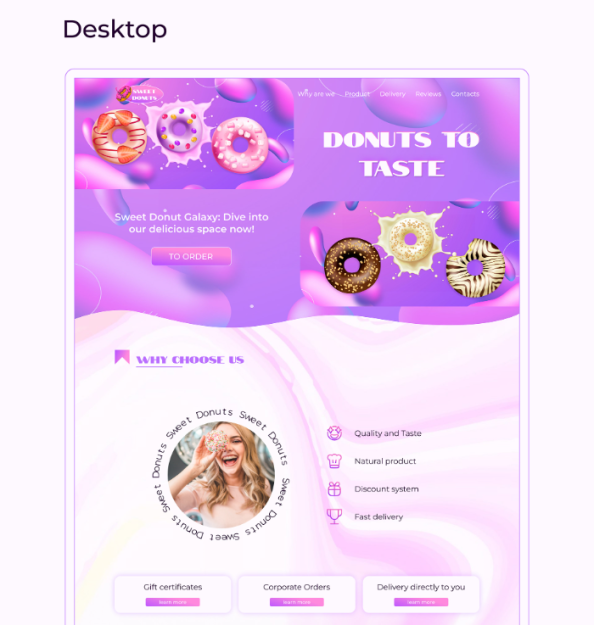 Desktop
SWEET
DONUTS
Why are we Product Delivery Reviews Contacts
DONUTS TO
TASTE
Sweet Donut Galaxy: Dive into
our delicious space now!
TO ORDER
WHY CHOOSE US
Sweet Donuts Sweet Donuts Sweet Donuts Sweet Donuts Sweet Donuts
Quality and Taste
Natural product
Discount system
Fast delivery
Gift certificates Corporate Orders Delivery directly to you
learn more learn more learn more